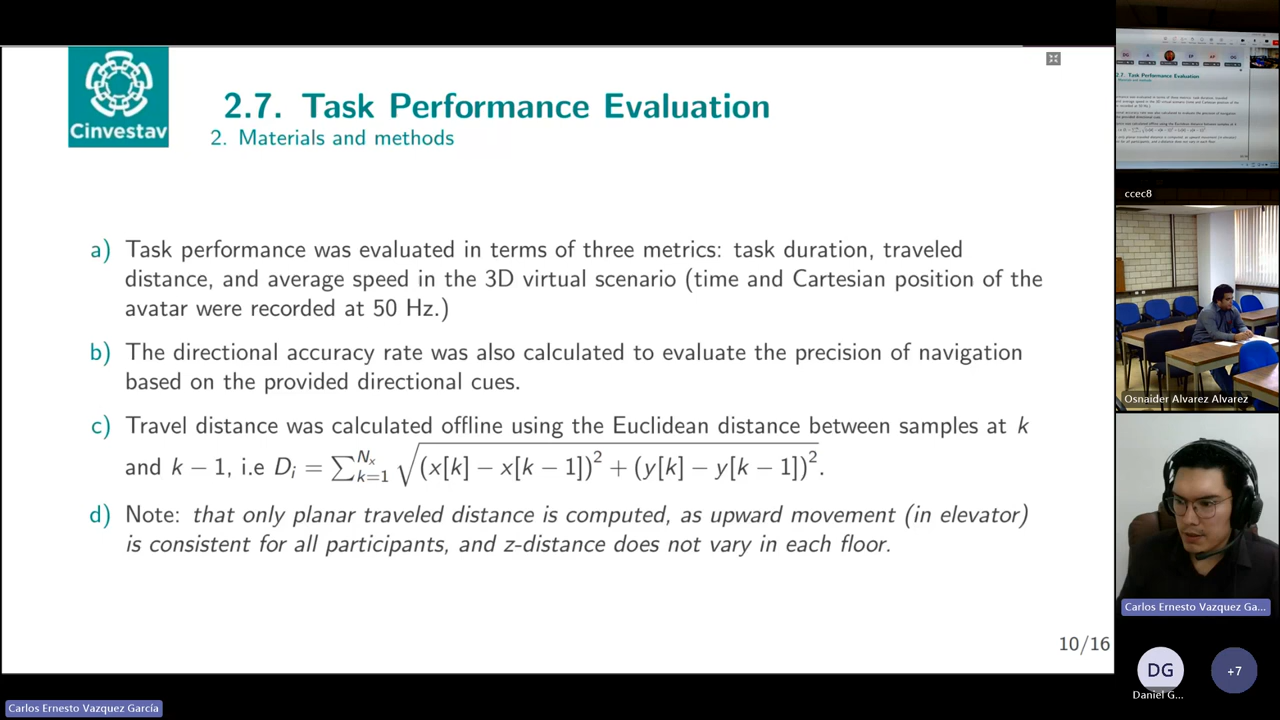 Cinvestav
2.7. Task Performance Evaluation
2. Materials and methods
a) Task performance was evaluated in terms of three metrics: task duration, traveled
distance, and average speed in the 3D virtual scenario (time and Cartesian position of the
avatar were recorded at 50 Hz.)
b) The directional accuracy rate was also calculated to evaluate the precision of navigation
based on the provided directional cues.
c) Travel distance was calculated offline using the Euclidean distance between samples at k
and k − 1, i.e D_i = ∑_{k=1}^{N_x} √(x[k] − x[k − 1])² + (y[k] − y[k − 1])².
d) Note: that only planar traveled distance is computed, as upward movement (in elevator)
is consistent for all participants, and z-distance does not vary in each floor.
10/16
Carlos Ernesto Vazquez García
2.7. Task Performance Evaluation
ccec8
Osnaider Alvarez Alvarez
Carlos Ernesto Vazquez Ga...
DG
Daniel G...
+7